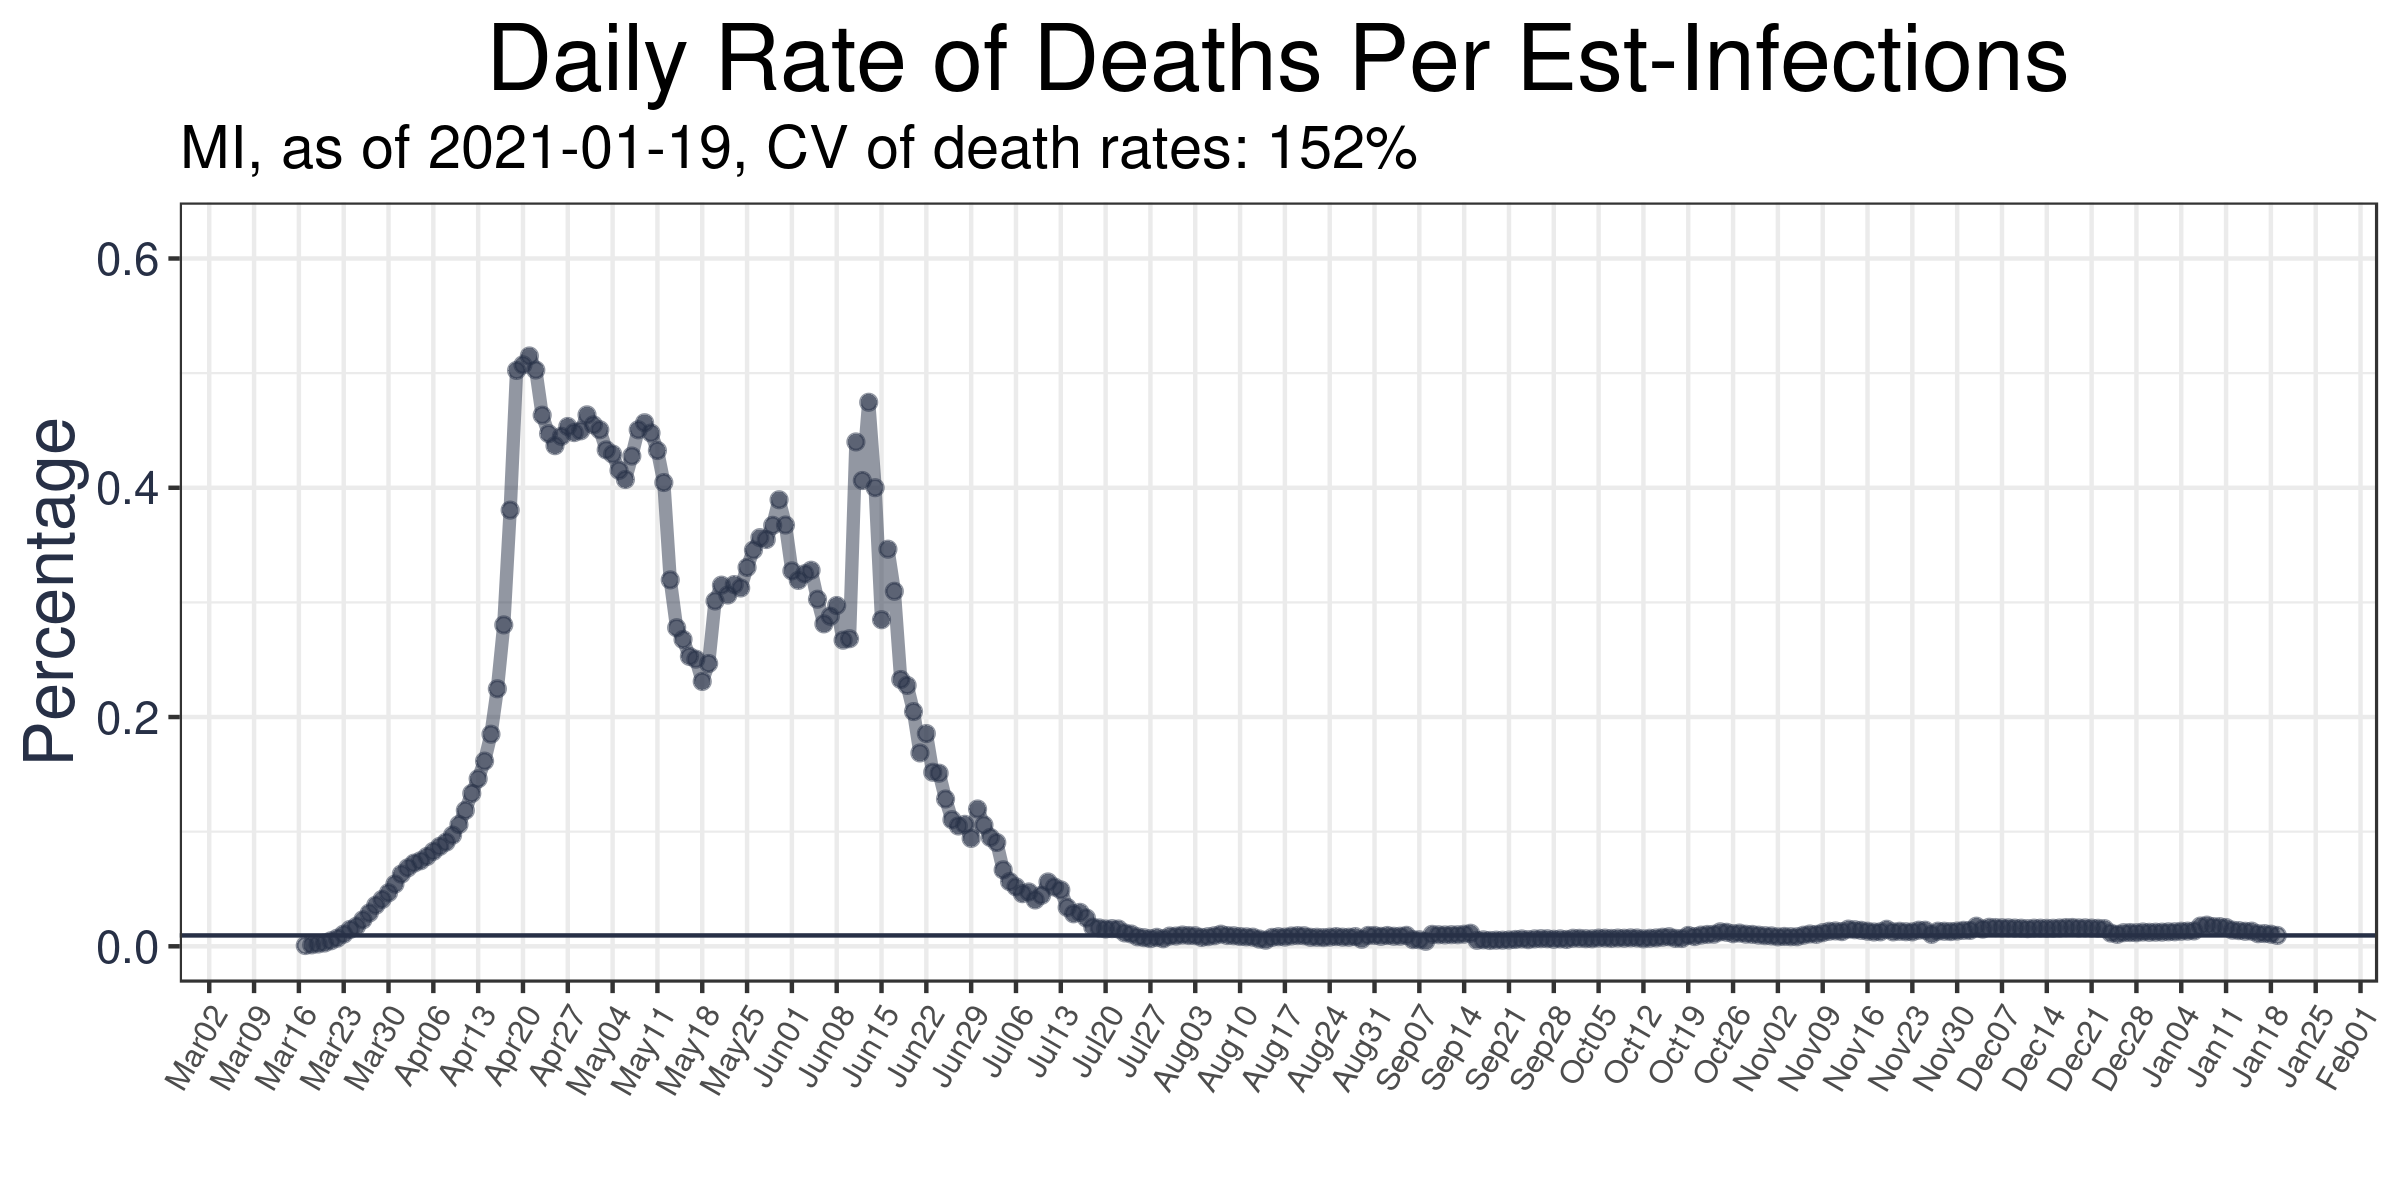 Daily Rate of Deaths Per Est-Infections
MI, as of 2021-01-19, CV of death rates: 152%
Percentage
0.6
0.4
0.2
0.0
Mar02
Mar09
Mar16
Mar23
Mar30
Apr06
Apr13
Apr20
Apr27
May04
May11
May18
May25
Jun01
Jun08
Jun15
Jun22
Jun29
Jul06
Jul13
Jul20
Jul27
Aug03
Aug10
Aug17
Aug24
Aug31
Sep07
Sep14
Sep21
Sep28
Oct05
Oct12
Oct19
Oct26
Nov02
Nov09
Nov16
Nov23
Nov30
Dec07
Dec14
Dec21
Dec28
Jan04
Jan11
Jan18
Jan25
Feb01